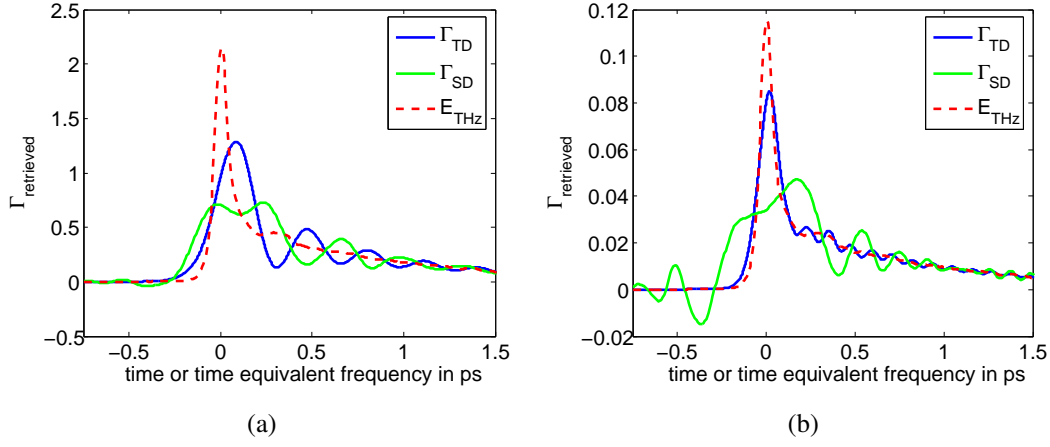 2.5
2
1.5
1
0.5
0
−0.5
Γretrieved
Γ_TD
Γ_SD
E_THz
−0.5 0 0.5 1 1.5
time or time equivalent frequency in ps
(a)
0.12
0.1
0.08
0.06
0.04
0.02
0
−0.02
Γretrieved
Γ_TD
Γ_SD
E_THz
−0.5 0 0.5 1 1.5
time or time equivalent frequency in ps
(b)